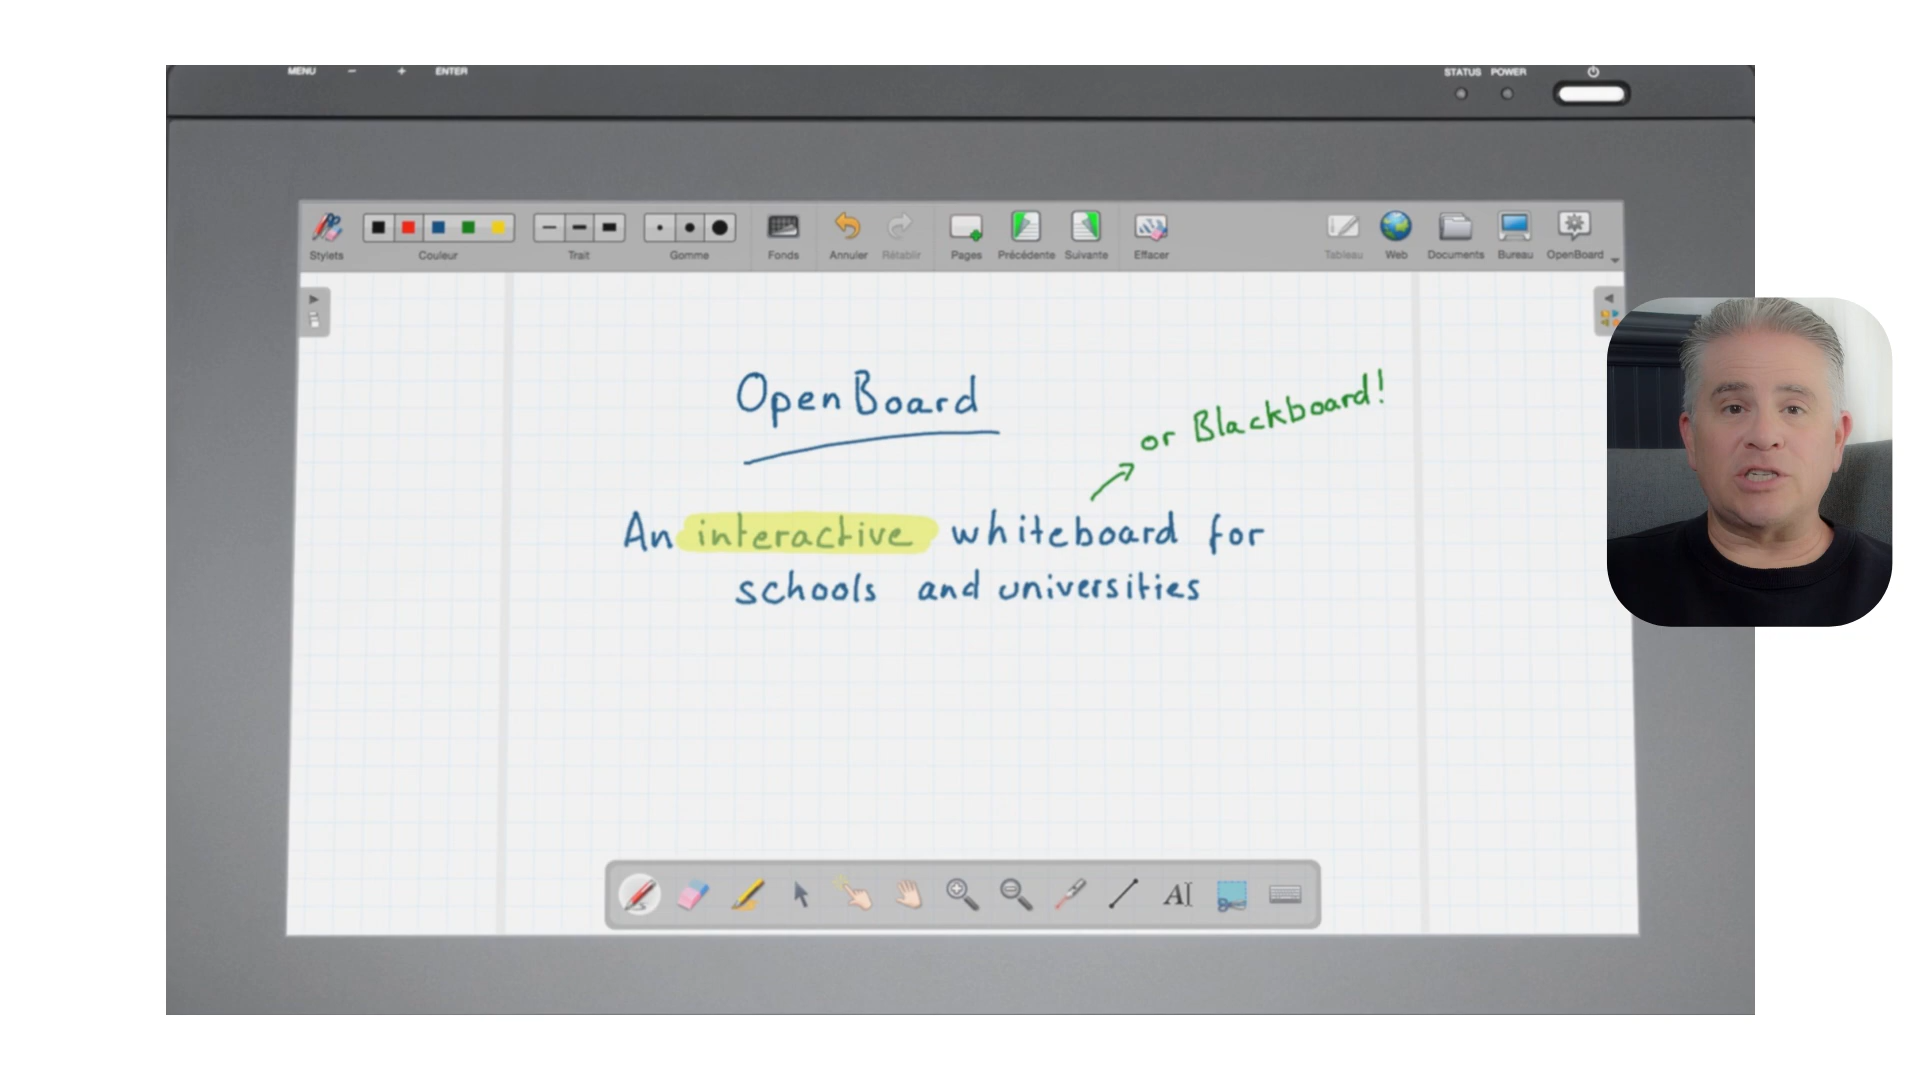 MENU - + ENTER STATUS POWER
Stylets Couleur Trait Gomme Fonds Annuler Rétablir Pages Précédente Suivante Effacer Tableau Web Documents Bureau OpenBoard
OpenBoard
or Blackboard!
An interactive whiteboard for
schools and universities
AI